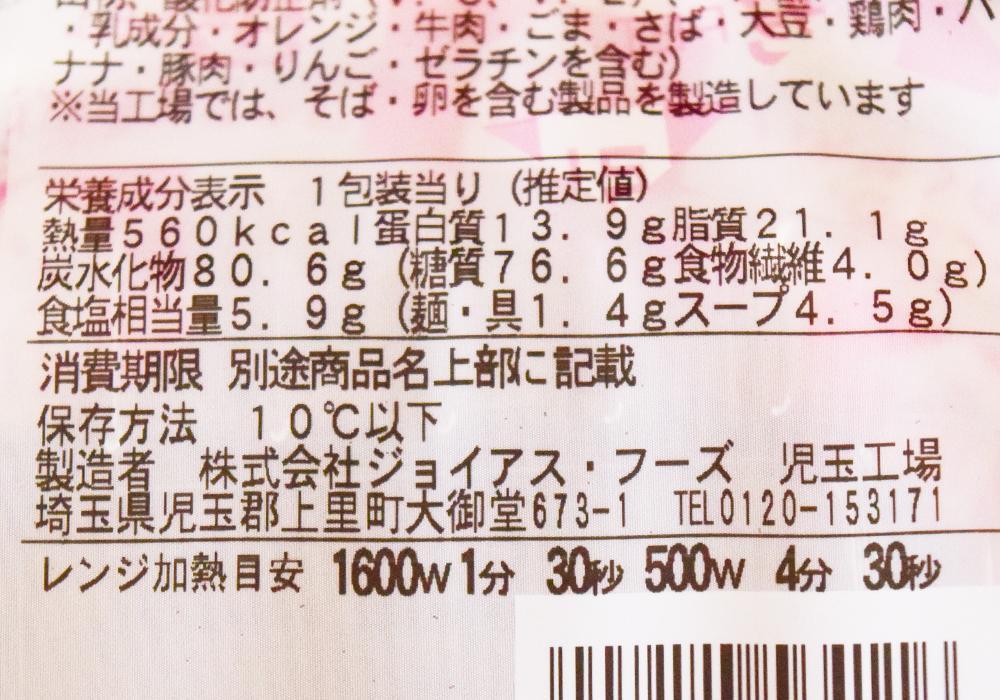 ・乳成分・オレンジ・牛肉・ごま・さば・大豆・鶏肉・バ
ナナ・豚肉・りんご・ゼラチンを含む)
※当工場では、そば・卵を含む製品を製造しています
栄養成分表示　1包装当り（推定値）
熱量560kcal蛋白質13.9g脂質21.1g
炭水化物80.6g（糖質76.6g食物繊維4.0g）
食塩相当量5.9g（麺・具1.4gスープ4.5g）
消費期限　別途商品名上部に記載
保存方法　10℃以下
製造者　株式会社ジョイアス・フーズ　児玉工場
埼玉県児玉郡上里町大御堂673-1　TEL0120-153171
レンジ加熱目安　1600W 1分 30秒 500W 4分 30秒